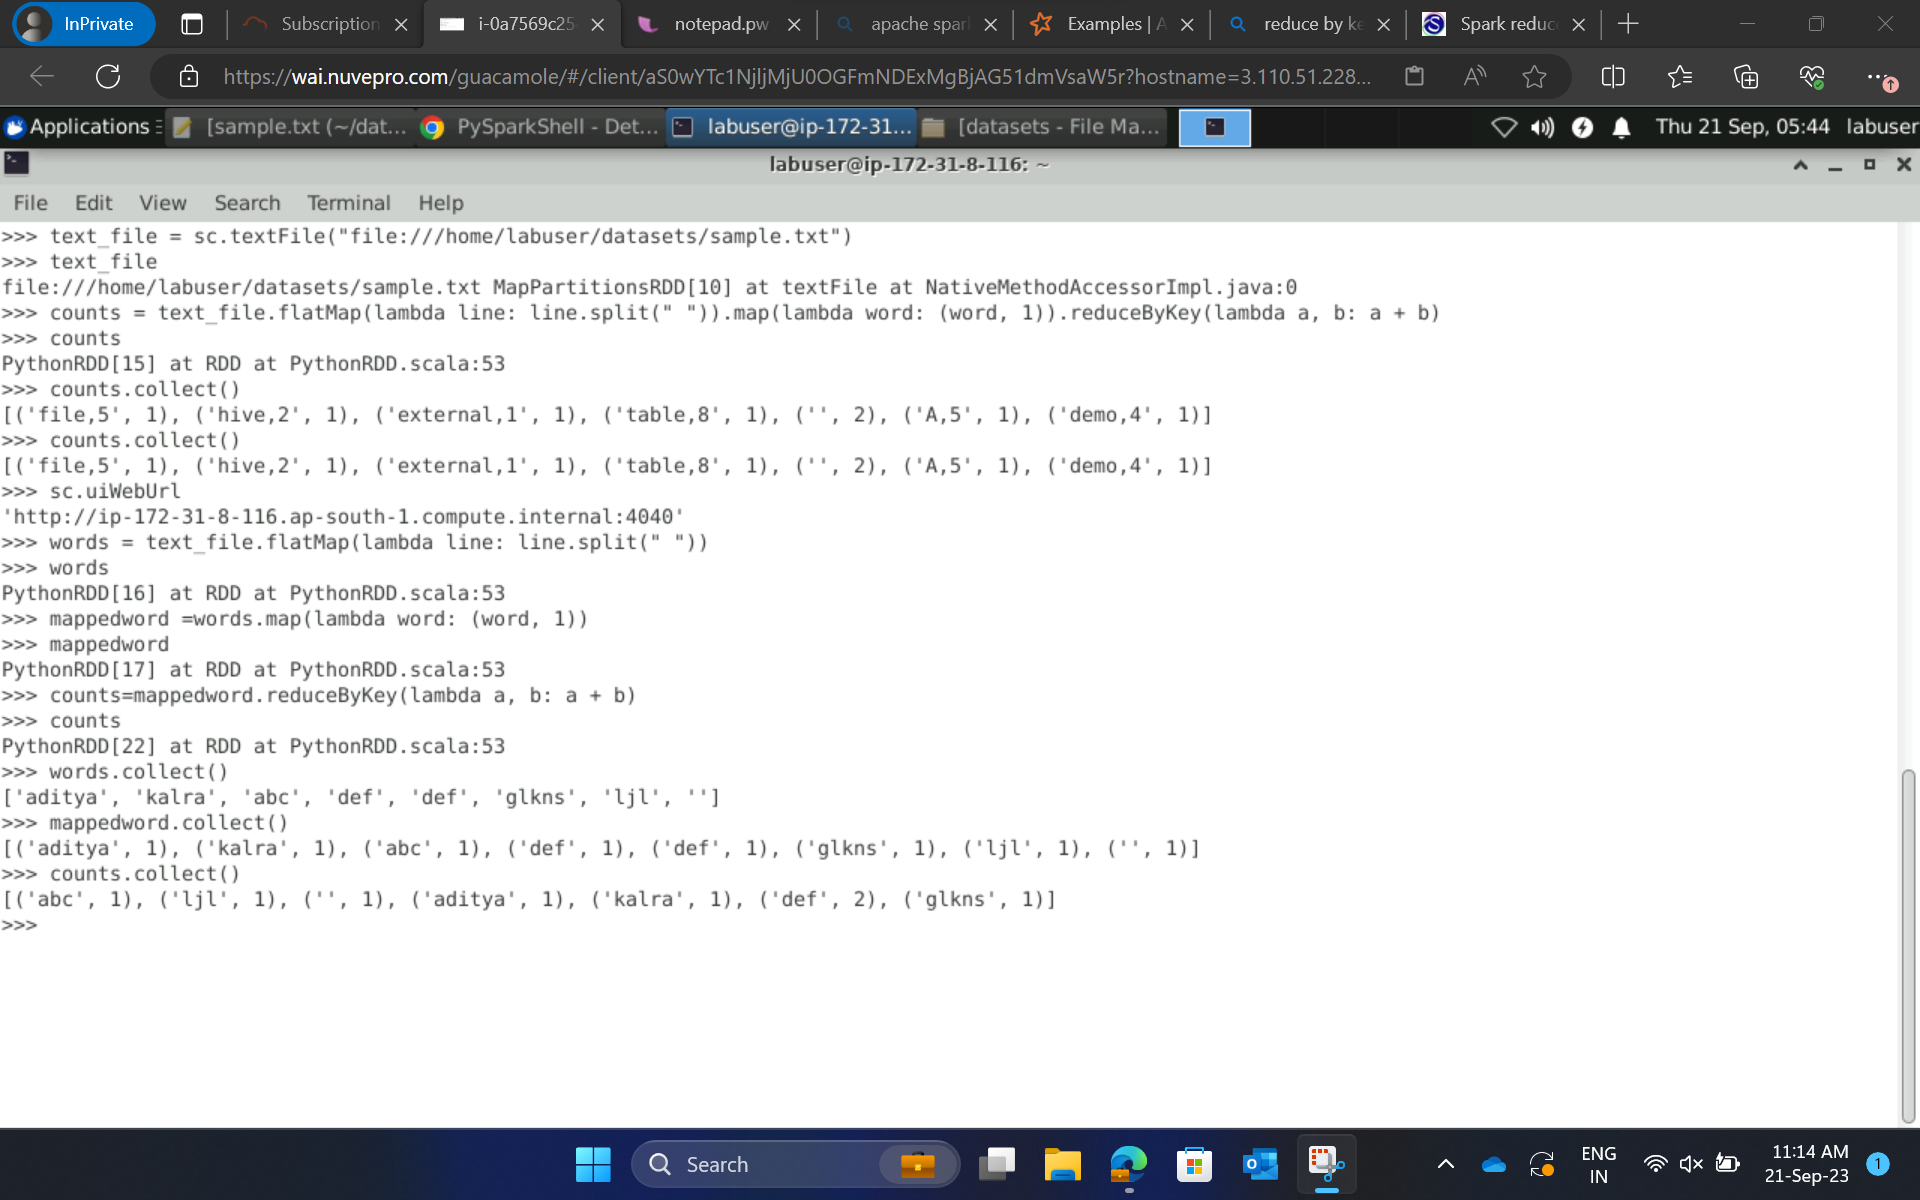 InPrivate
Subscription
i-0a7569c25
notepad.pw
apache spar
Examples | A
reduce by ke
Spark reduc
https://wai.nuvepro.com/guacamole/#/client/aS0wYTc1NjljMjU0OGFmNDExMgBjAG51dmVsaW5r?hostname=3.110.51.228...
Applications
[sample.txt (~/dat...
PySparkShell - Det...
labuser@ip-172-31...
[datasets - File Ma...
Thu 21 Sep, 05:44
labuser
labuser@ip-172-31-8-116: ~
File Edit View Search Terminal Help
>>> text_file = sc.textFile("file:///home/labuser/datasets/sample.txt")
>>> text_file
file:///home/labuser/datasets/sample.txt MapPartitionsRDD[10] at textFile at NativeMethodAccessorImpl.java:0
>>> counts = text_file.flatMap(lambda line: line.split(" ")).map(lambda word: (word, 1)).reduceByKey(lambda a, b: a + b)
>>> counts
PythonRDD[15] at RDD at PythonRDD.scala:53
>>> counts.collect()
[('file,5', 1), ('hive,2', 1), ('external,1', 1), ('table,8', 1), ('', 2), ('A,5', 1), ('demo,4', 1)]
>>> counts.collect()
[('file,5', 1), ('hive,2', 1), ('external,1', 1), ('table,8', 1), ('', 2), ('A,5', 1), ('demo,4', 1)]
>>> sc.uiWebUrl
'http://ip-172-31-8-116.ap-south-1.compute.internal:4040'
>>> words = text_file.flatMap(lambda line: line.split(" "))
>>> words
PythonRDD[16] at RDD at PythonRDD.scala:53
>>> mappedword =words.map(lambda word: (word, 1))
>>> mappedword
PythonRDD[17] at RDD at PythonRDD.scala:53
>>> counts=mappedword.reduceByKey(lambda a, b: a + b)
>>> counts
PythonRDD[22] at RDD at PythonRDD.scala:53
>>> words.collect()
['aditya', 'kalra', 'abc', 'def', 'def', 'glkns', 'ljl', '']
>>> mappedword.collect()
[('aditya', 1), ('kalra', 1), ('abc', 1), ('def', 1), ('def', 1), ('glkns', 1), ('ljl', 1), ('', 1)]
>>> counts.collect()
[('abc', 1), ('ljl', 1), ('', 1), ('aditya', 1), ('kalra', 1), ('def', 2), ('glkns', 1)]
>>>
Search
ENG
IN
11:14 AM
21-Sep-23
1